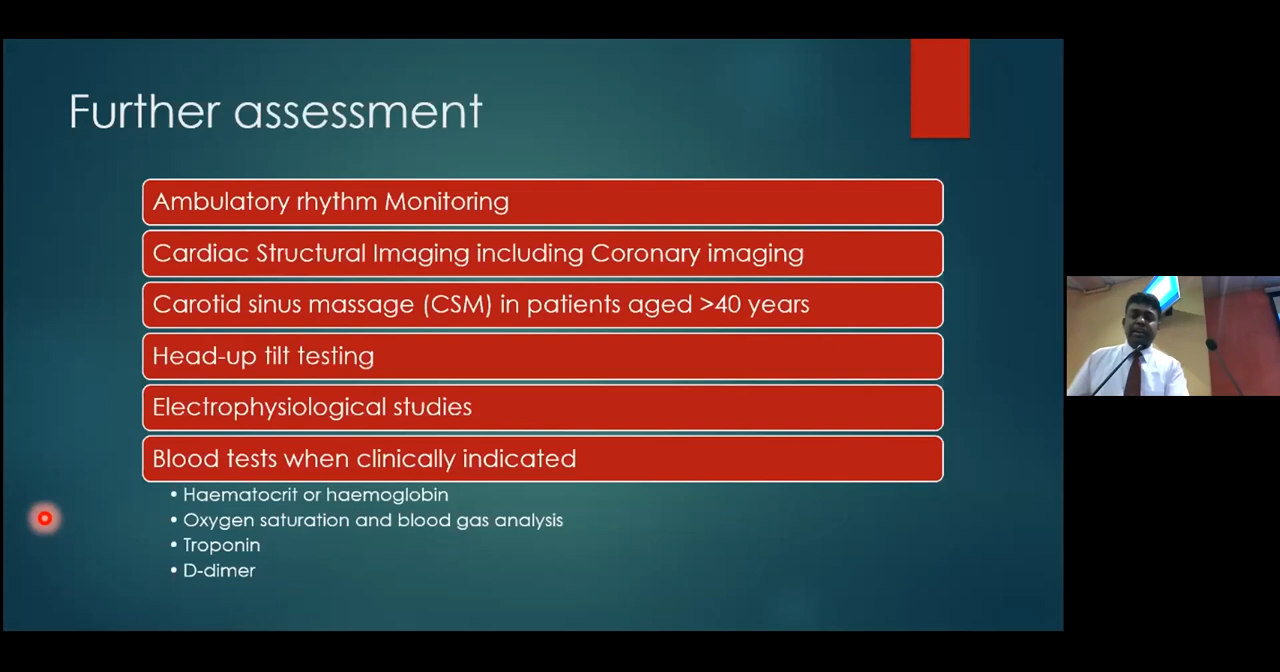 Further assessment
Ambulatory rhythm Monitoring
Cardiac Structural Imaging including Coronary imaging
Carotid sinus massage (CSM) in patients aged >40 years
Head-up tilt testing
Electrophysiological studies
Blood tests when clinically indicated
• Haematocrit or haemoglobin
• Oxygen saturation and blood gas analysis
• Troponin
• D-dimer